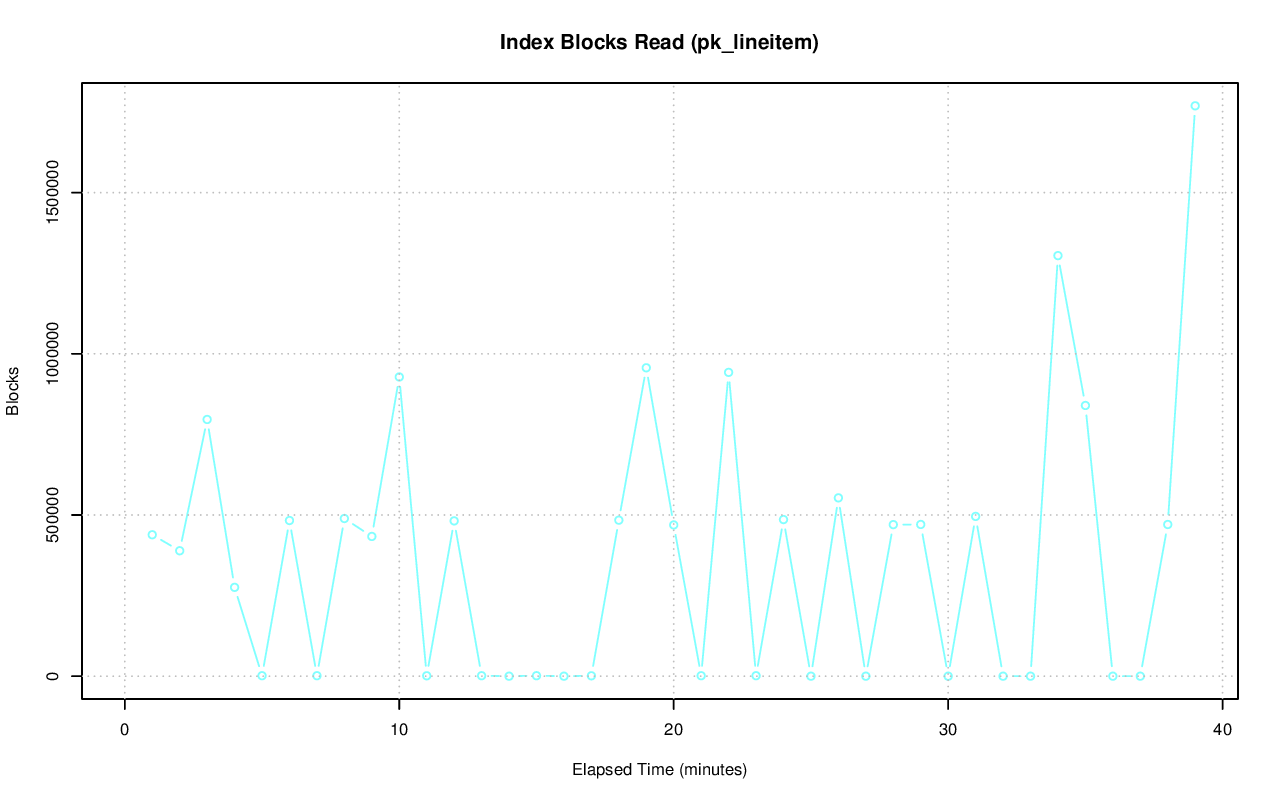 Index Blocks Read (pk_lineitem)
1500000
1000000
500000
0
Blocks
0 10 20 30 40
Elapsed Time (minutes)